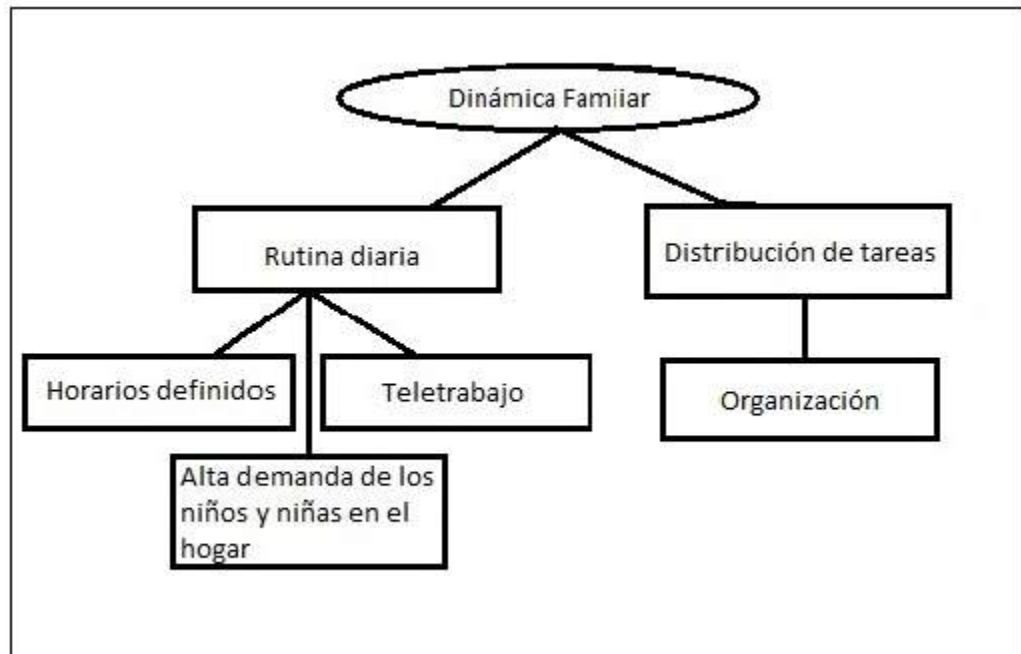 Dinámica Familiar
Rutina diaria
Distribución de tareas
Horarios definidos
Teletrabajo
Organización
Alta demanda de los
niños y niñas en el
hogar